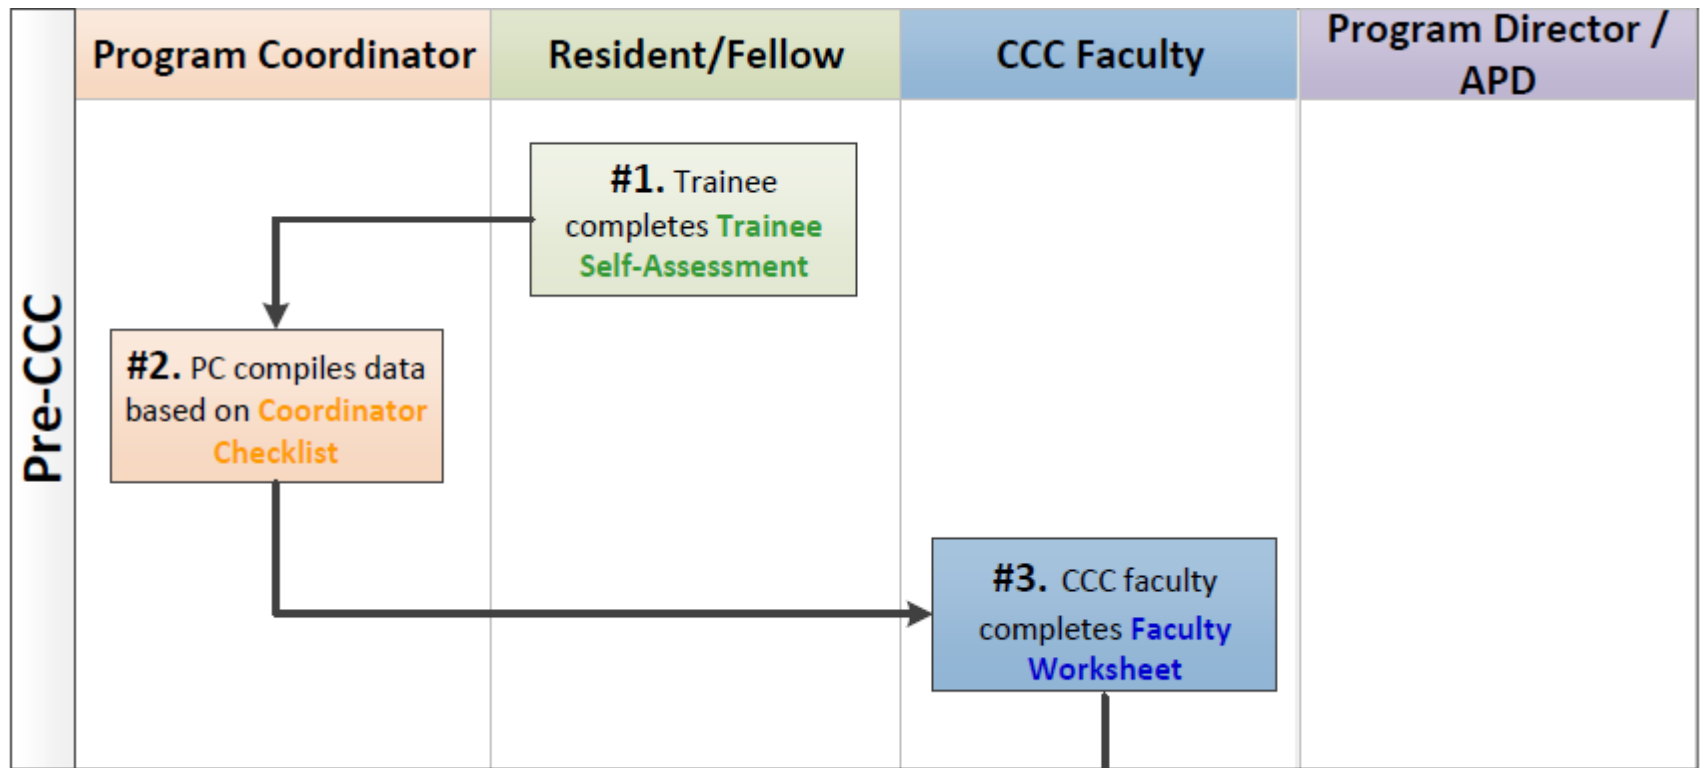 Program Coordinator
Resident/Fellow
CCC Faculty
Program Director /
APD
Pre-CCC
#1. Trainee
completes Trainee
Self-Assessment
#2. PC compiles data
based on Coordinator
Checklist
#3. CCC faculty
completes Faculty
Worksheet